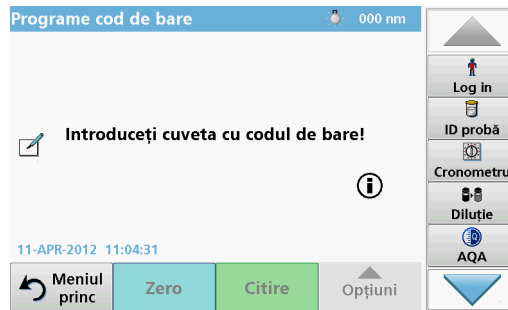 Programe cod de bare
000 nm
Introduceți cuveta cu codul de bare!
11-APR-2012 11:04:31
Meniul
princ
Zero
Citire
Opțiuni
Log in
ID probă
Cronometru
Diluție
AQA